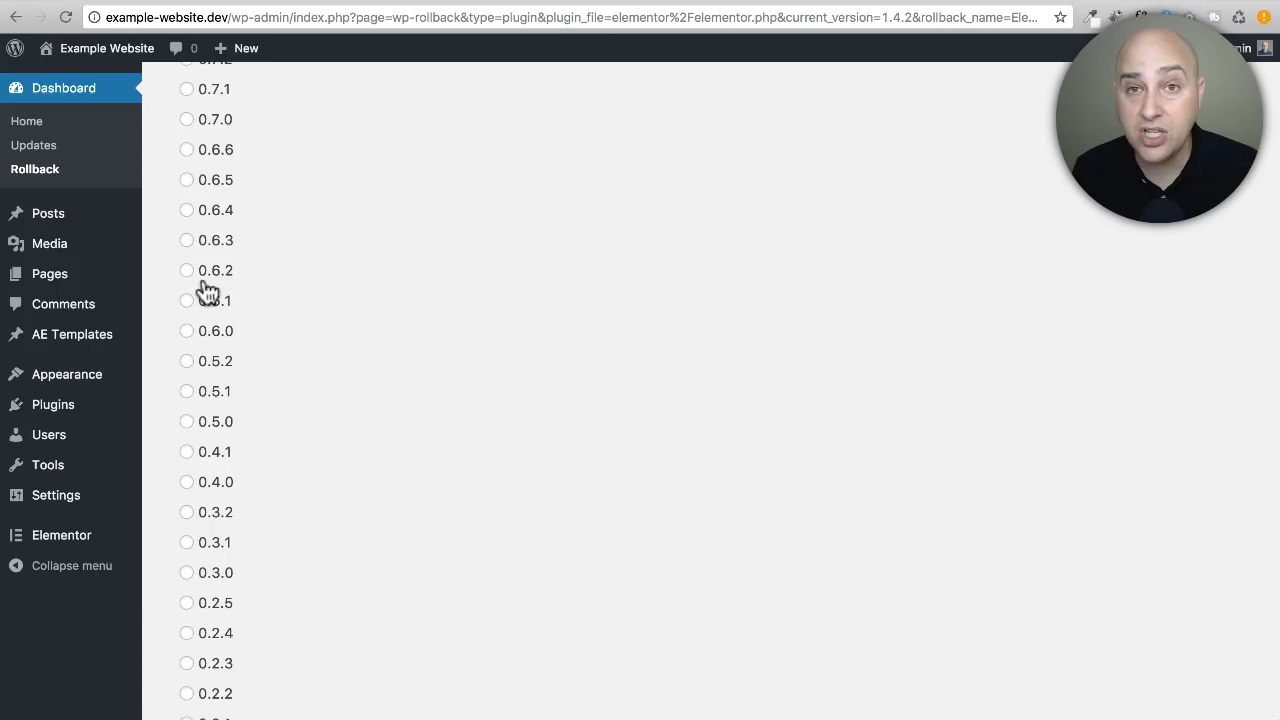 example-website.dev/wp-admin/index.php?page=wp-rollback&type=plugin&plugin_file=elementor%2Felementor.php&current_version=1.4.2&rollback_name=Ele...
Example Website
0
New
Dashboard
Home
Updates
Rollback
Posts
Media
Pages
Comments
AE Templates
Appearance
Plugins
Users
Tools
Settings
Elementor
Collapse menu
0.7.1
0.7.0
0.6.6
0.6.5
0.6.4
0.6.3
0.6.2
0.6.0
0.5.2
0.5.1
0.5.0
0.4.1
0.4.0
0.3.2
0.3.1
0.3.0
0.2.5
0.2.4
0.2.3
0.2.2